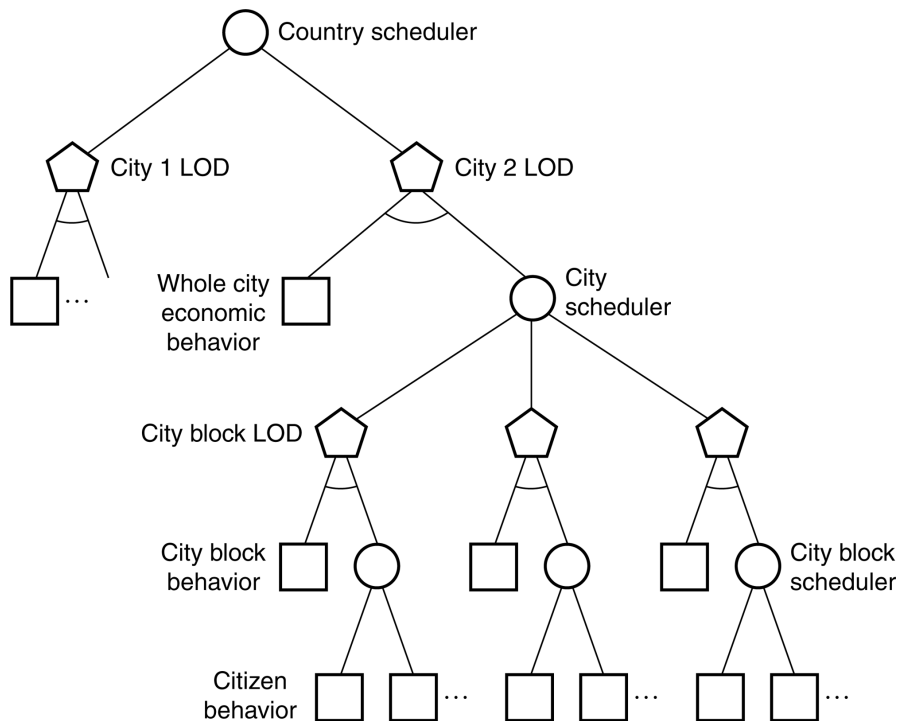 Country scheduler
City 1 LOD
City 2 LOD
...
Whole city
economic
behavior
City
scheduler
City block LOD
City block
behavior
City block
scheduler
Citizen
behavior
...
...
...